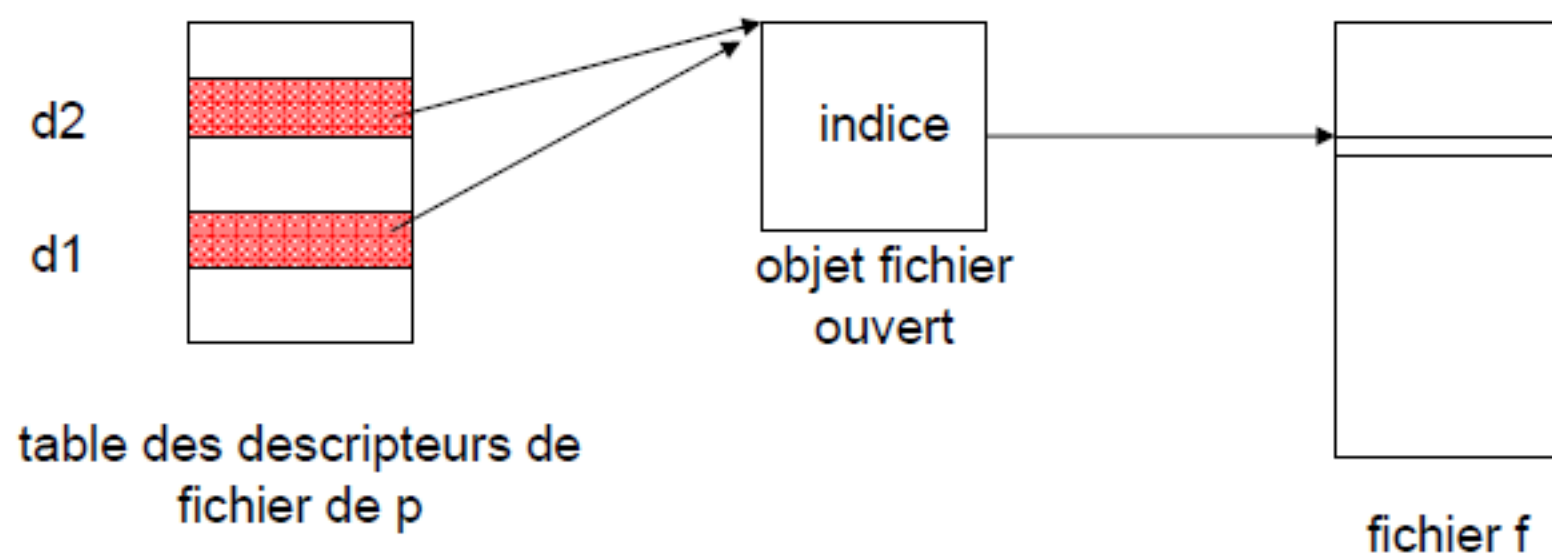 d2
d1
table des descripteurs de
fichier de p
indice
objet fichier
ouvert
fichier f